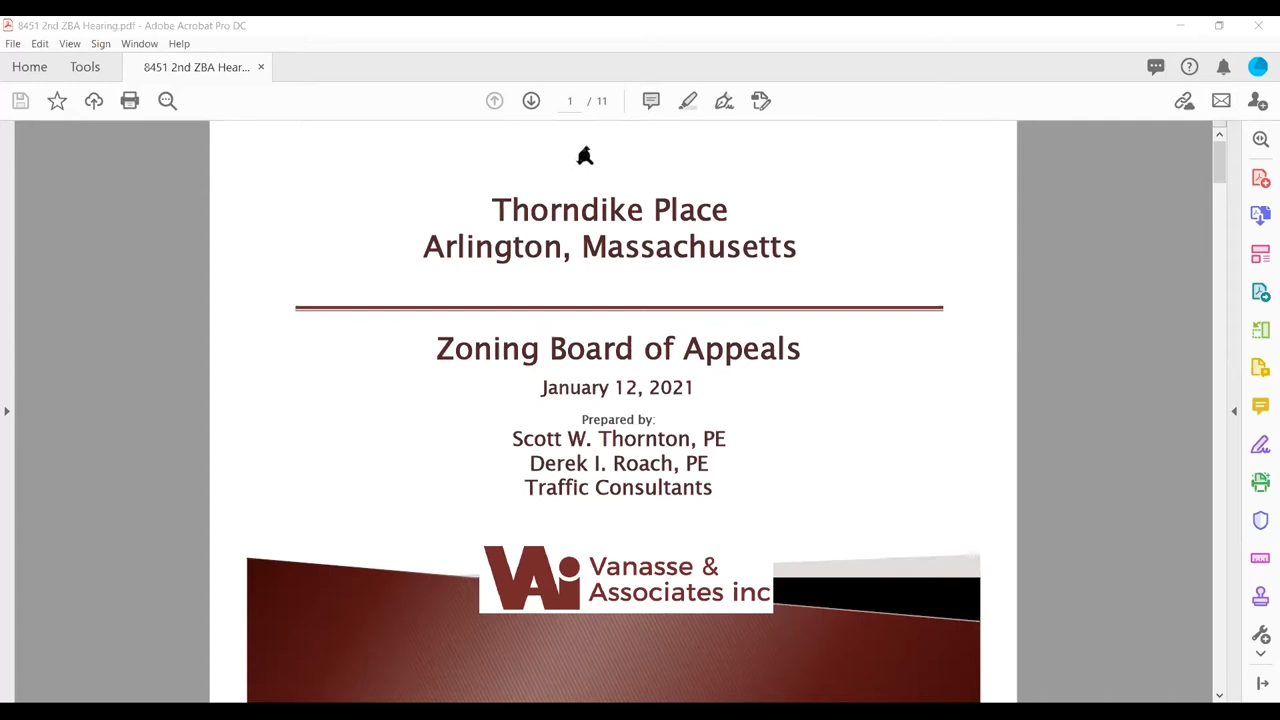 8451 2nd ZBA Hearing.pdf - Adobe Acrobat Pro DC
File Edit View Sign Window Help
Home Tools 8451 2nd ZBA Hear... ×
1 / 11
Thorndike Place
Arlington, Massachusetts
Zoning Board of Appeals
January 12, 2021
Prepared by:
Scott W. Thornton, PE
Derek I. Roach, PE
Traffic Consultants
VAi Vanasse &
Associates inc